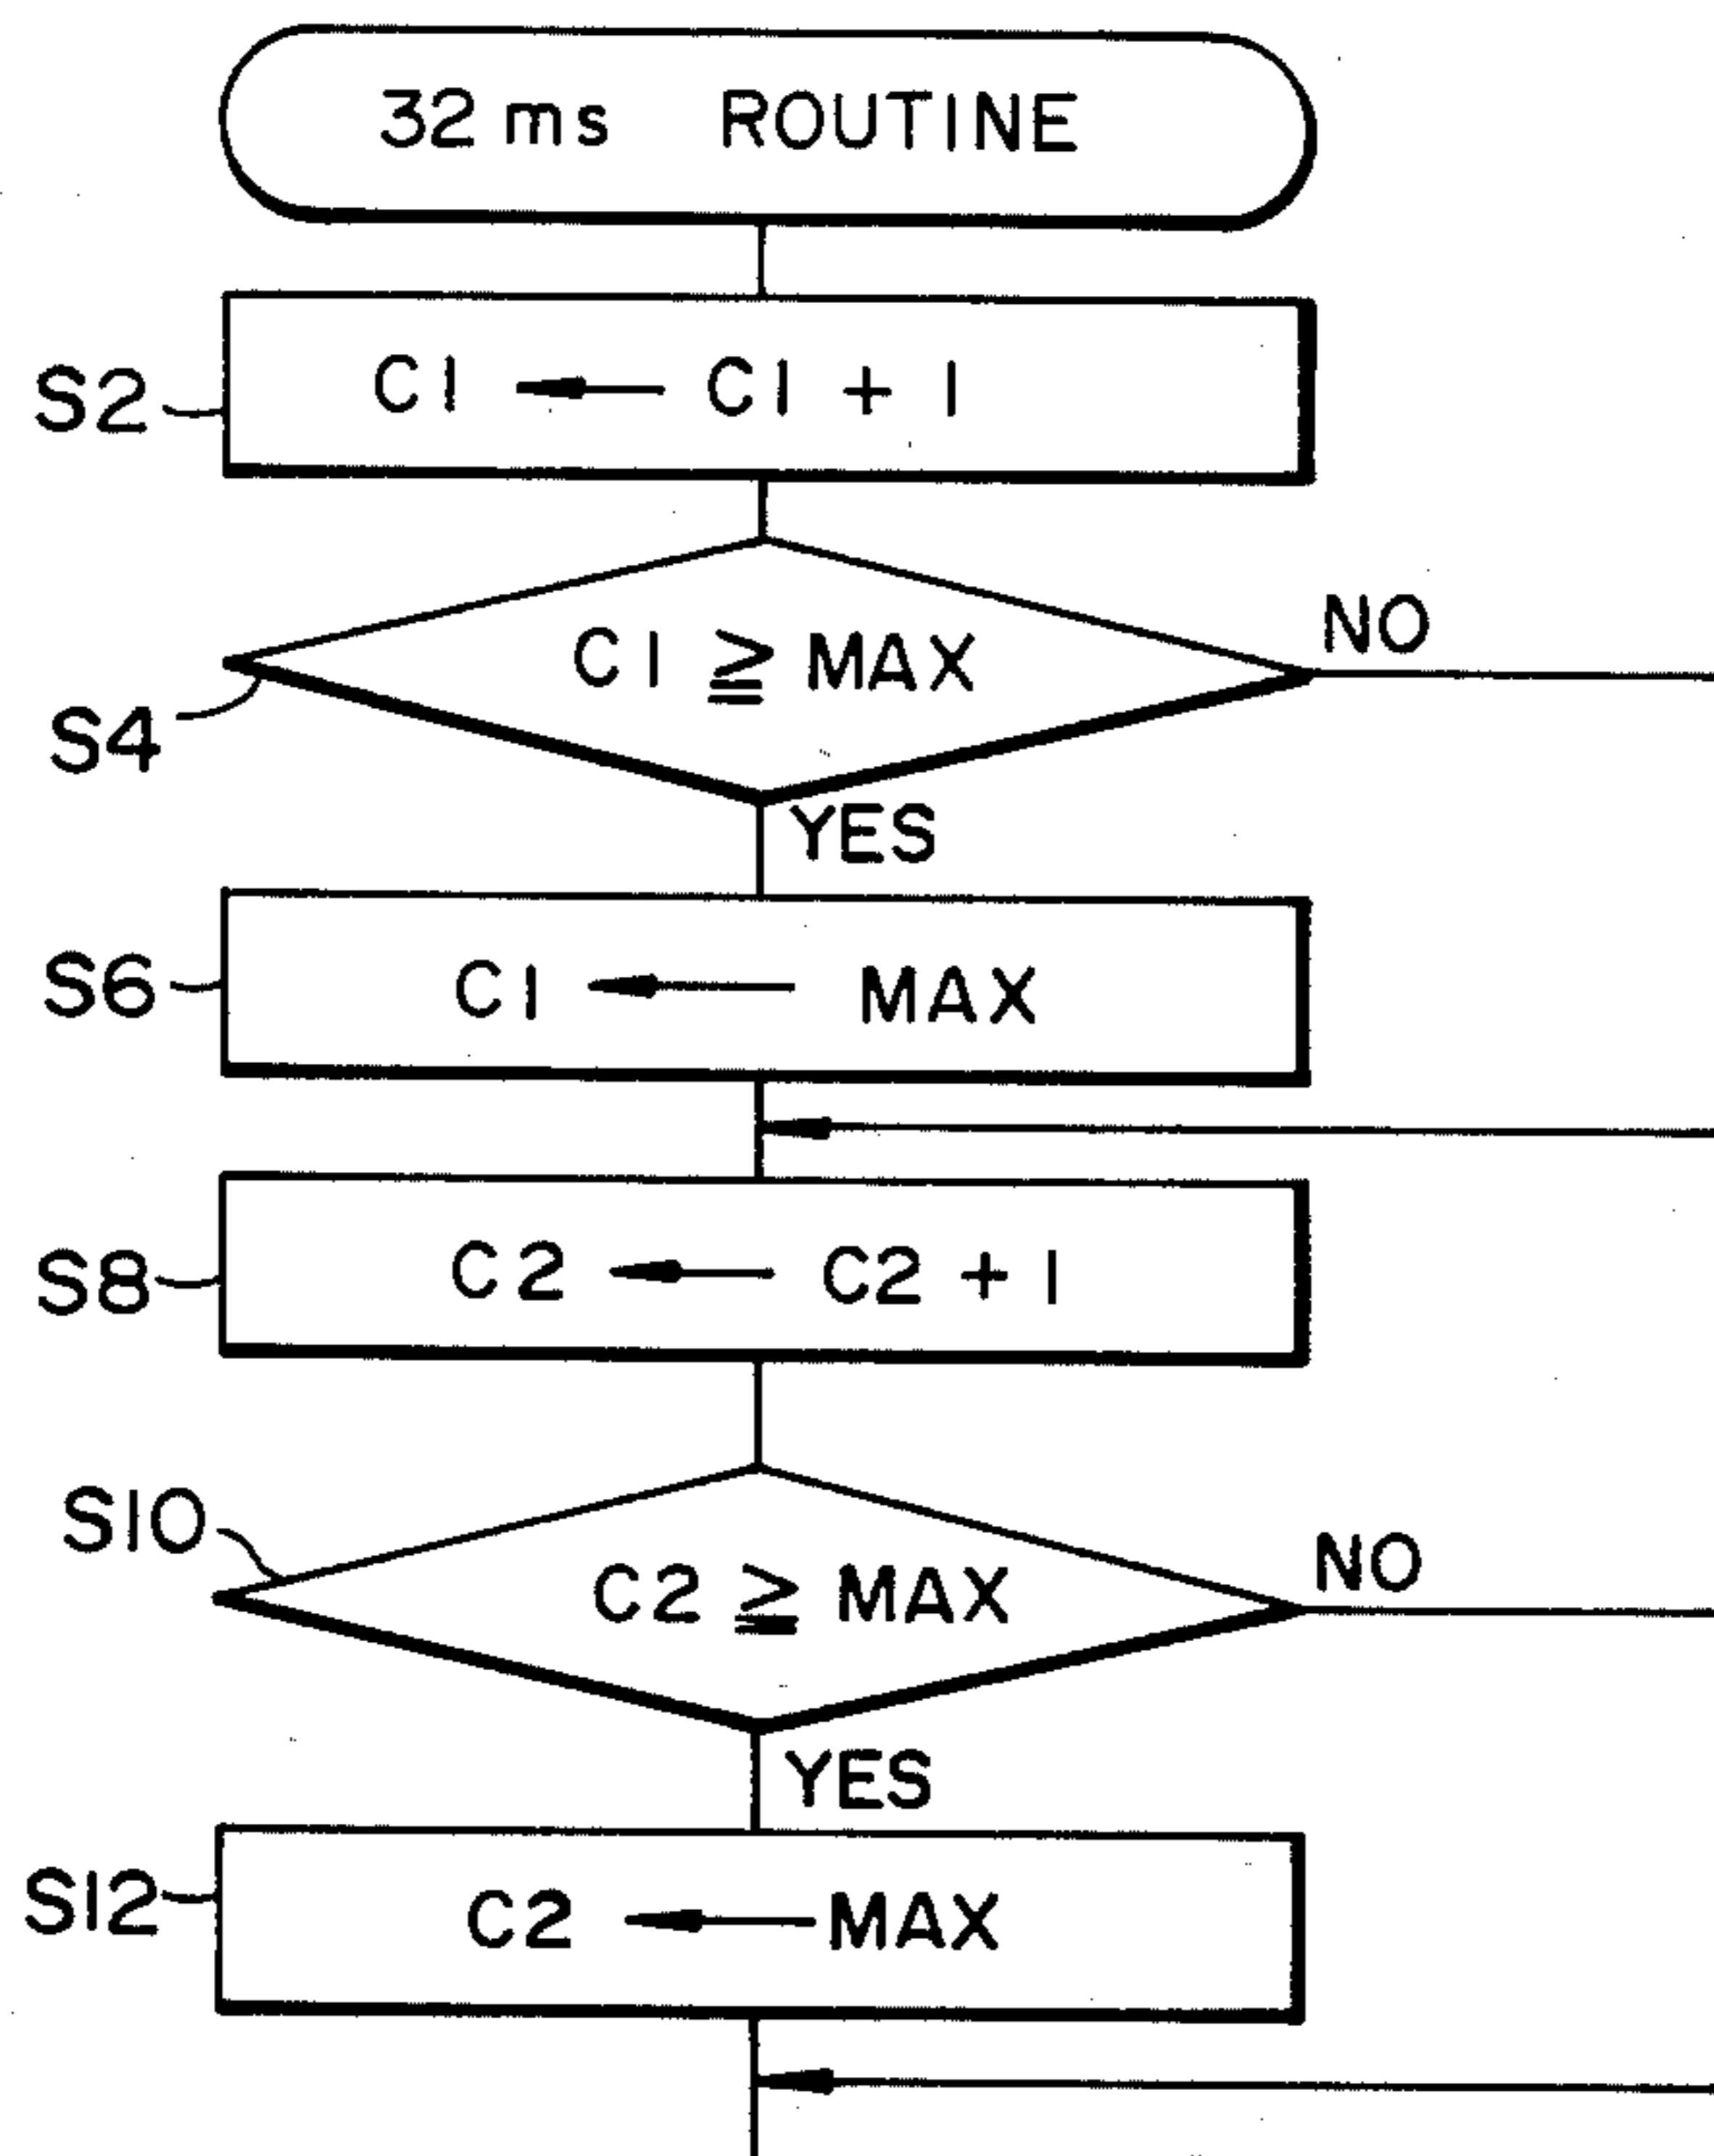 32 ms ROUTINE
S2
C1 ← C1 + 1
S4
C1 ≧ MAX
NO
YES
S6
C1 ← MAX
S8
C2 ← C2 + 1
S10
C2 ≧ MAX
NO
YES
S12
C2 ← MAX